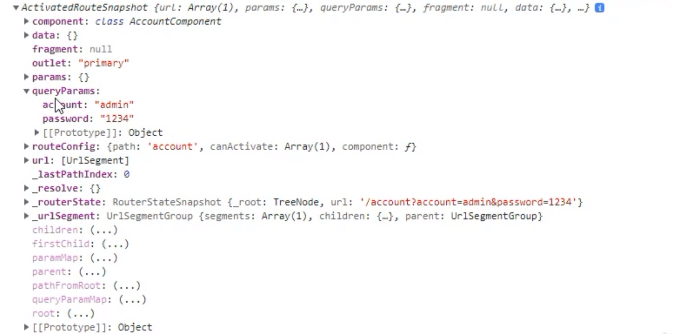 ▼ActivatedRouteSnapshot {url: Array(1), params: {…}, queryParams: {…}, fragment: null, data: {…}, …} i
▶component: class AccountComponent
▶data: {}
fragment: null
outlet: "primary"
▶params: {}
▼queryParams:
account: "admin"
password: "1234"
▶[[Prototype]]: Object
▶routeConfig: {path: 'account', canActivate: Array(1), component: ƒ}
▶url: [UrlSegment]
_lastPathIndex: 0
▶_resolve: {}
▶_routerState: RouterStateSnapshot {_root: TreeNode, url: '/account?account=admin&password=1234'}
▶_urlSegment: UrlSegmentGroup {segments: Array(1), children: {…}, parent: UrlSegmentGroup}
children: (...)
firstChild: (...)
paramMap: (...)
parent: (...)
pathFromRoot: (...)
queryParamMap: (...)
root: (...)
▶[[Prototype]]: Object